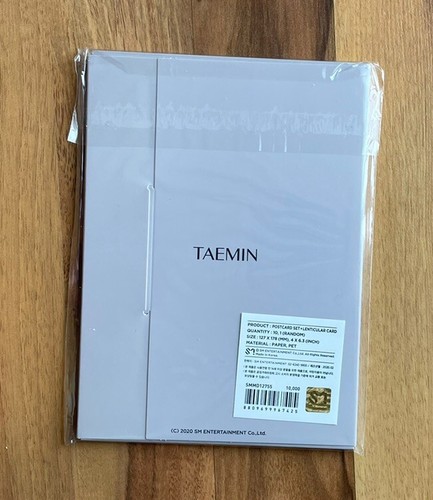 TAEMIN
PRODUCT : POSTCARD SET+LENTICULAR CARD
QUANTITY : 10, 1 (RANDOM)
SIZE : 127 X 178 (MM), 4 X 6.3 (INCH)
MATERIAL : PAPER, PET
SM ENTERTAINMENT CO.,Ltd. All Rights Reserved.
Made in Korea
SMMD12755 10,000
8809699967425
(C) 2020 SM ENTERTAINMENT Co.,Ltd.